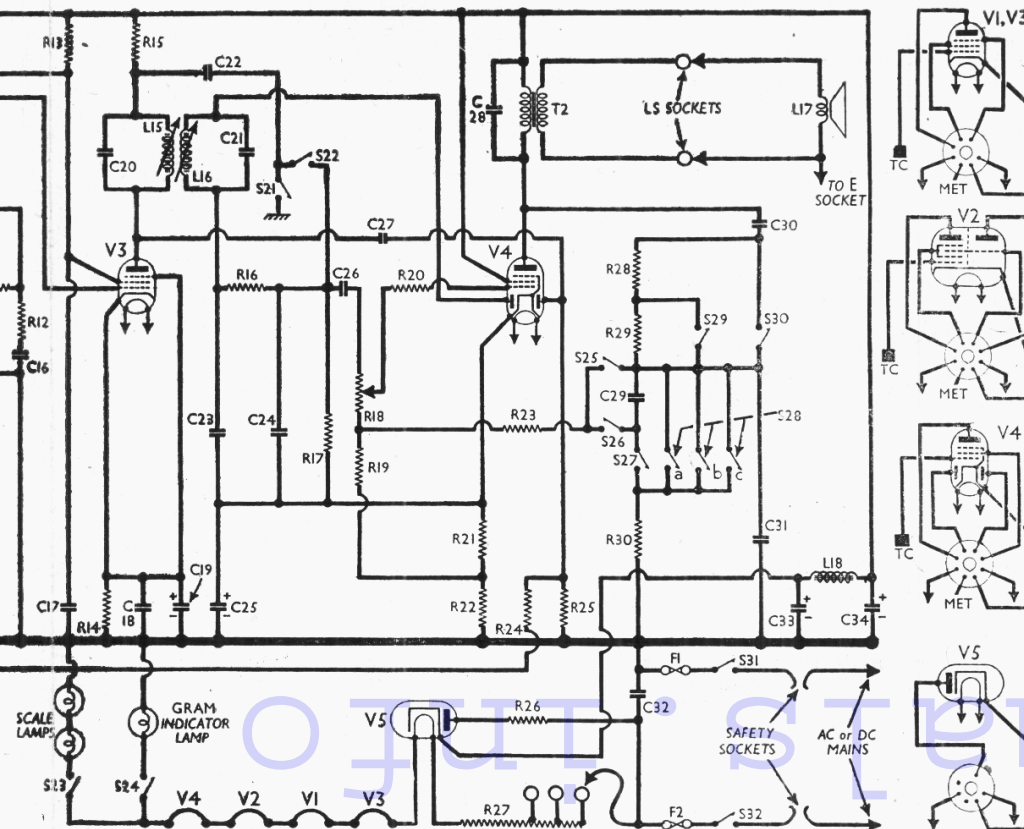 R13
R15
C22
V1, V3
C28
T2
LS SOCKETS
L17
L15
C21
C20
L16
S22
S21
TC
MET
TO E
SOCKET
V2
C27
C30
V3
V4
R16
C26
R20
R28
R12
C16
S29
S30
R29
S25
TC
MET
C29
R18
C23
C24
R23
S28
V4
S26
R17
R19
S27
a
b
c
R21
R30
C31
TC
L18
C19
C17
C18
R14
C25
R22
R24
R25
C33
C34
MET
+
−
F1
S31
V5
SCALE
LAMPS
GRAM
INDICATOR
LAMP
V5
R26
C32
SAFETY
SOCKETS
AC or DC
MAINS
S23
S24
V4
V2
V1
V3
R27
F2
S32